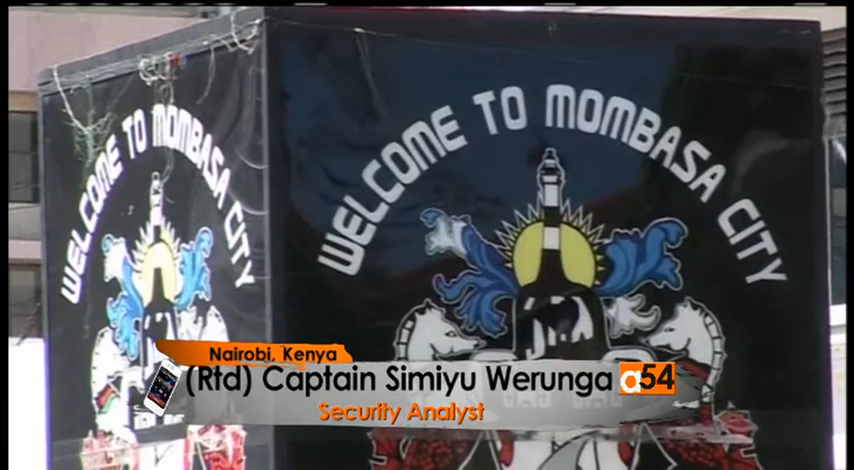 WELCOME TO MOMBASA CITY
WELCOME TO MOMBASA CITY
Nairobi, Kenya
(Rtd) Captain Simiyu Werunga a54
Security Analyst